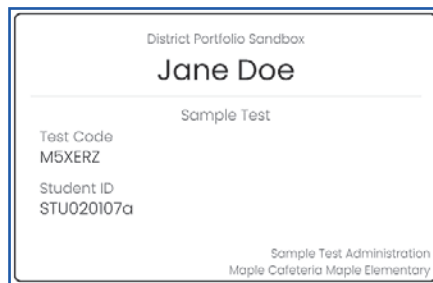 District Portfolio Sandbox
Jane Doe
Sample Test
Test Code
M5XERZ
Student ID
STU020107a
Sample Test Administration
Maple Cafeteria Maple Elementary